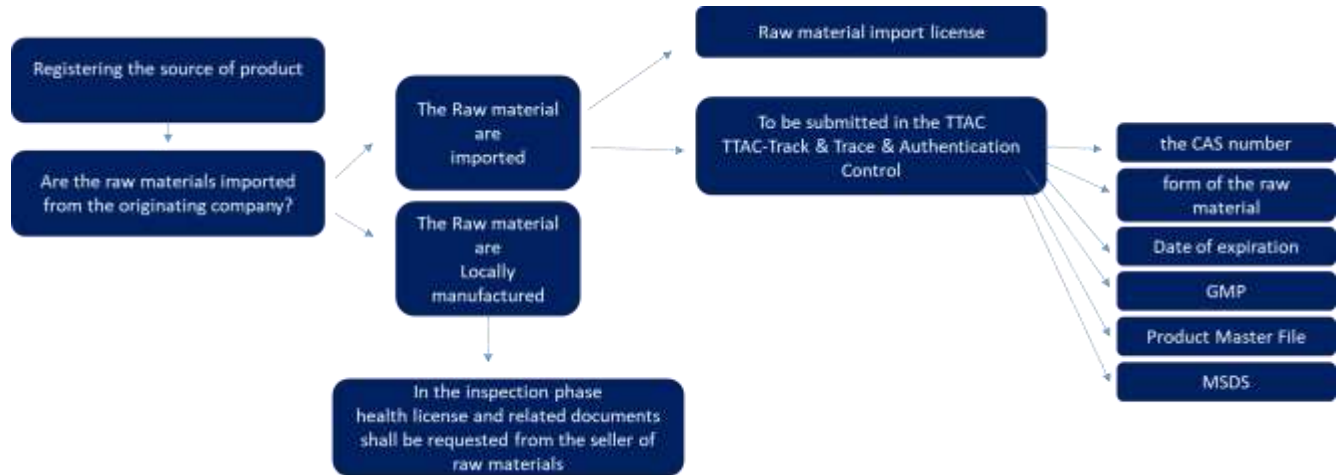 Registering the source of product
Are the raw materials imported
from the originating company?
The Raw material
are
imported
The Raw material
are
Locally
manufactured
In the inspection phase
health license and related documents
shall be requested from the seller of
raw materials
Raw material import license
To be submitted in the TTAC
TTAC-Track & Trace & Authentication
Control
the CAS number
form of the raw
material
Date of expiration
GMP
Product Master File
MSDS